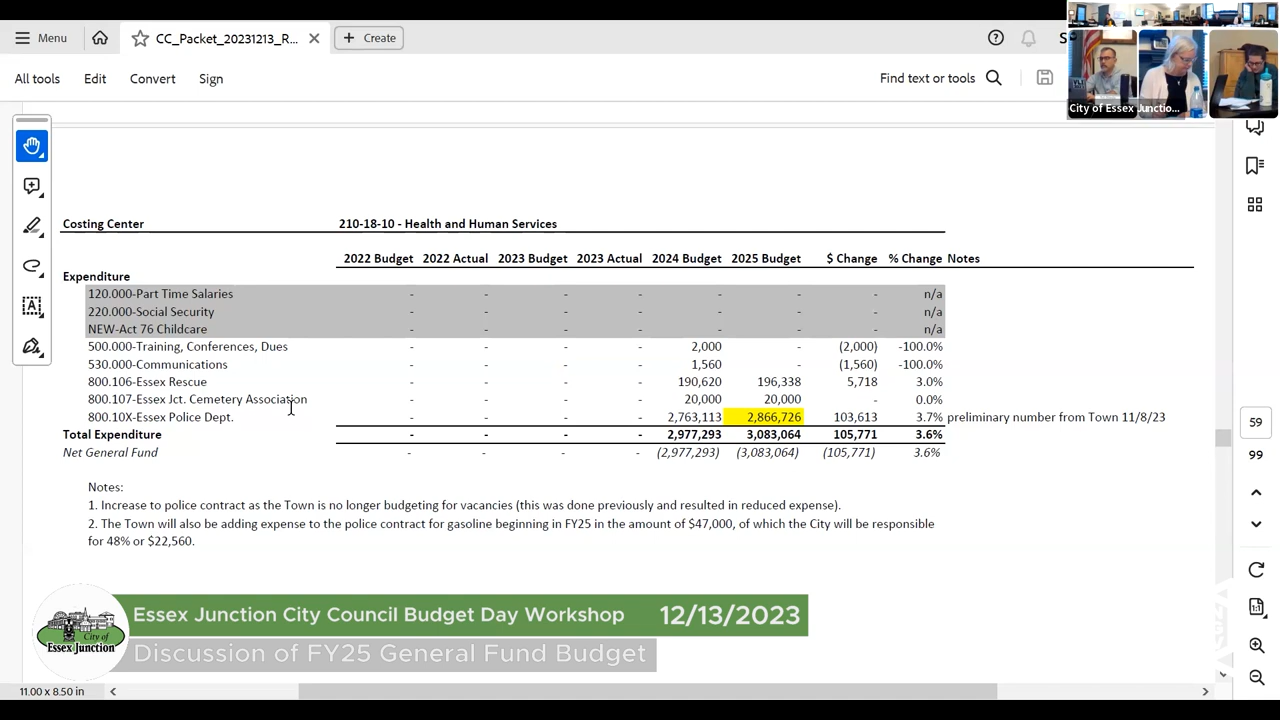 Menu
CC_Packet_20231213_R...
Create
All tools
Edit
Convert
Sign
Find text or tools
City of Essex Junctio...
Costing Center 210-18-10 - Health and Human Services
2022 Budget 2022 Actual 2023 Budget 2023 Actual 2024 Budget 2025 Budget $ Change % Change Notes
Expenditure
120.000-Part Time Salaries - - - - - - - n/a
220.000-Social Security - - - - - - - n/a
NEW-Act 76 Childcare - - - - - - - n/a
500.000-Training, Conferences, Dues - - - - 2,000 - (2,000) -100.0%
530.000-Communications - - - - 1,560 - (1,560) -100.0%
800.106-Essex Rescue - - - - 190,620 196,338 5,718 3.0%
800.107-Essex Jct. Cemetery Association - - - - 20,000 20,000 - 0.0%
800.10X-Essex Police Dept. - - - - 2,763,113 2,866,726 103,613 3.7% preliminary number from Town 11/8/23
Total Expenditure - - - - 2,977,293 3,083,064 105,771 3.6%
Net General Fund - - - - (2,977,293) (3,083,064) (105,771) 3.6%
Notes:
1. Increase to police contract as the Town is no longer budgeting for vacancies (this was done previously and resulted in reduced expense).
2. The Town will also be adding expense to the police contract for gasoline beginning in FY25 in the amount of $47,000, of which the City will be responsible
for 48% or $22,560.
59
99
City of
Essex Junction
Essex Junction City Council Budget Day Workshop 12/13/2023
Discussion of FY25 General Fund Budget
11.00 x 8.50 in